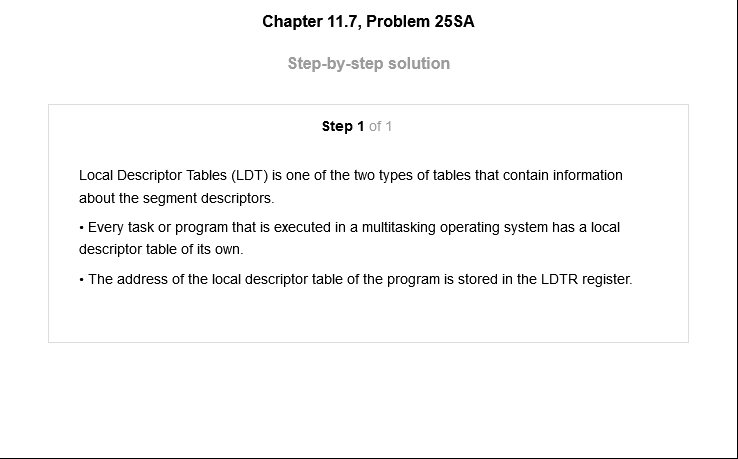 Chapter 11.7, Problem 25SA
Step-by-step solution
Step 1 of 1
Local Descriptor Tables (LDT) is one of the two types of tables that contain information
about the segment descriptors.
• Every task or program that is executed in a multitasking operating system has a local
descriptor table of its own.
• The address of the local descriptor table of the program is stored in the LDTR register.